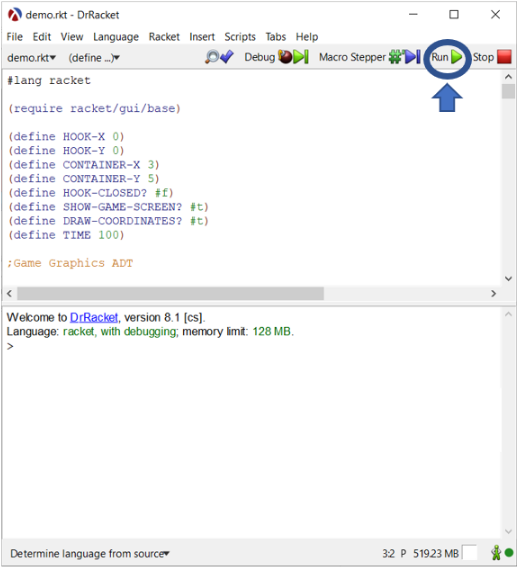 demo.rkt - DrRacket
File Edit View Language Racket Insert Scripts Tabs Help
demo.rkt▾ (define ...)▾ Debug Macro Stepper Run Stop
#lang racket
(require racket/gui/base)
(define HOOK-X 0)
(define HOOK-Y 0)
(define CONTAINER-X 3)
(define CONTAINER-Y 5)
(define HOOK-CLOSED? #f)
(define SHOW-GAME-SCREEN? #t)
(define DRAW-COORDINATES? #t)
(define TIME 100)
;Game Graphics ADT
Welcome to DrRacket, version 8.1 [cs].
Language: racket, with debugging; memory limit: 128 MB.
>
Determine language from source▾ 3:2 P 519.23 MB